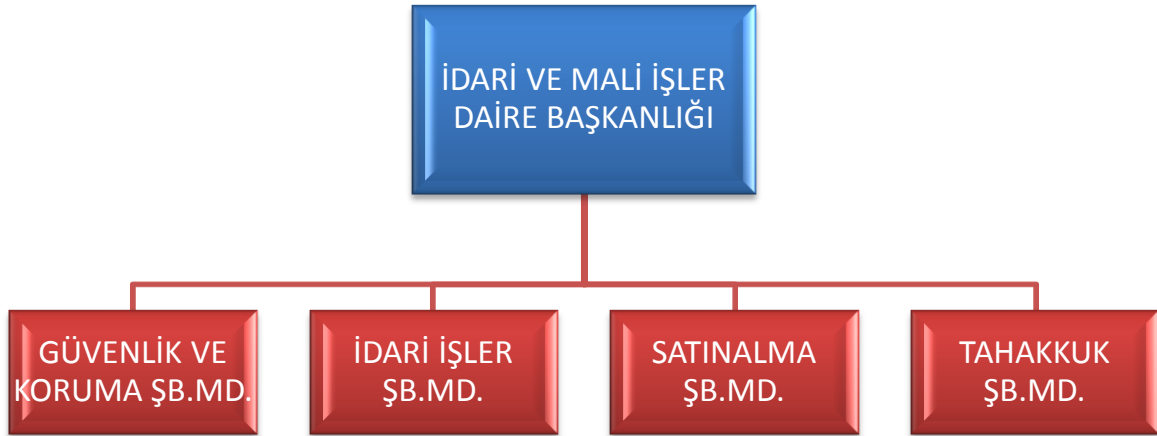 İDARİ VE MALİ İŞLER
DAİRE BAŞKANLIĞI
GÜVENLİK VE
KORUMA ŞB.MD.
İDARİ İŞLER
ŞB.MD.
SATINALMA
ŞB.MD.
TAHAKKUK
ŞB.MD.